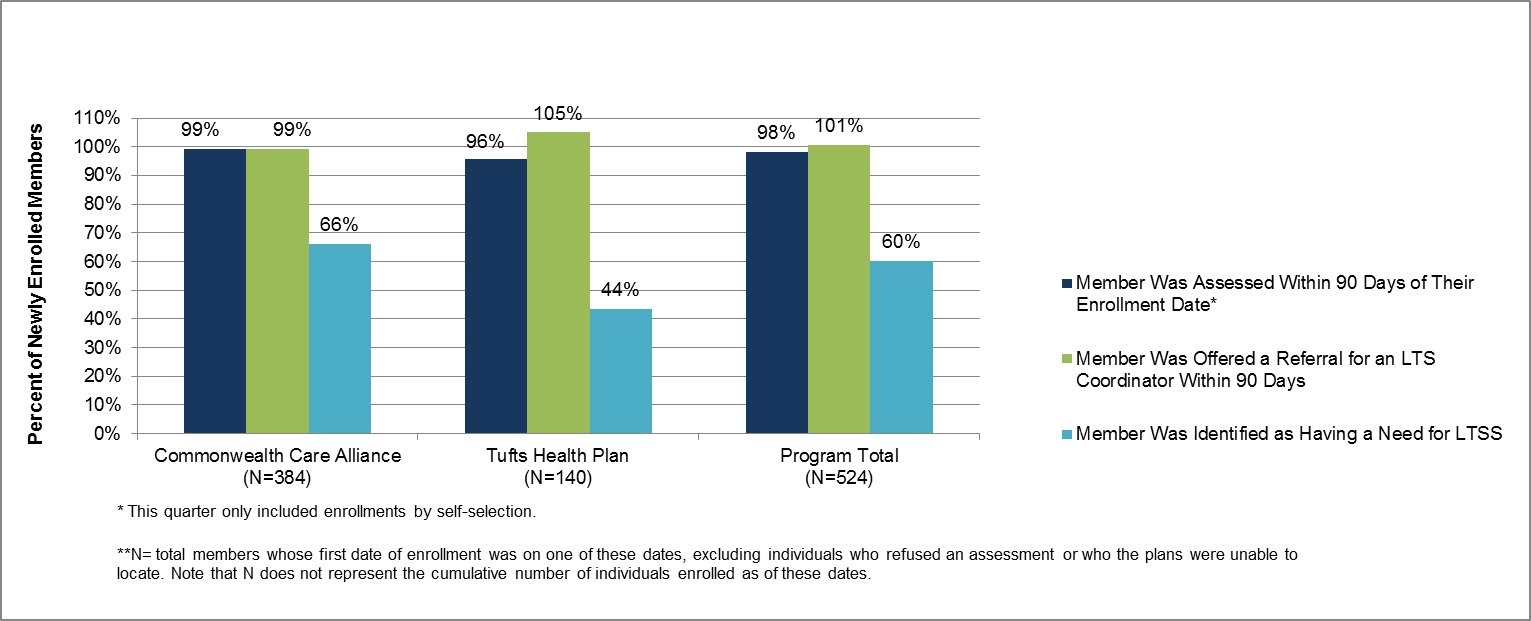 Percent of Newly Enrolled Members
110%
100%
90%
80%
70%
60%
50%
40%
30%
20%
10%
0%
99%
99%
66%
96%
105%
44%
98%
101%
60%
Commonwealth Care Alliance
(N=384)
Tufts Health Plan
(N=140)
Program Total
(N=524)
Member Was Assessed Within 90 Days of Their
Enrollment Date*
Member Was Offered a Referral for an LTS
Coordinator Within 90 Days
Member Was Identified as Having a Need for LTSS
* This quarter only included enrollments by self-selection.
**N= total members whose first date of enrollment was on one of these dates, excluding individuals who refused an assessment or who the plans were unable to
locate. Note that N does not represent the cumulative number of individuals enrolled as of these dates.